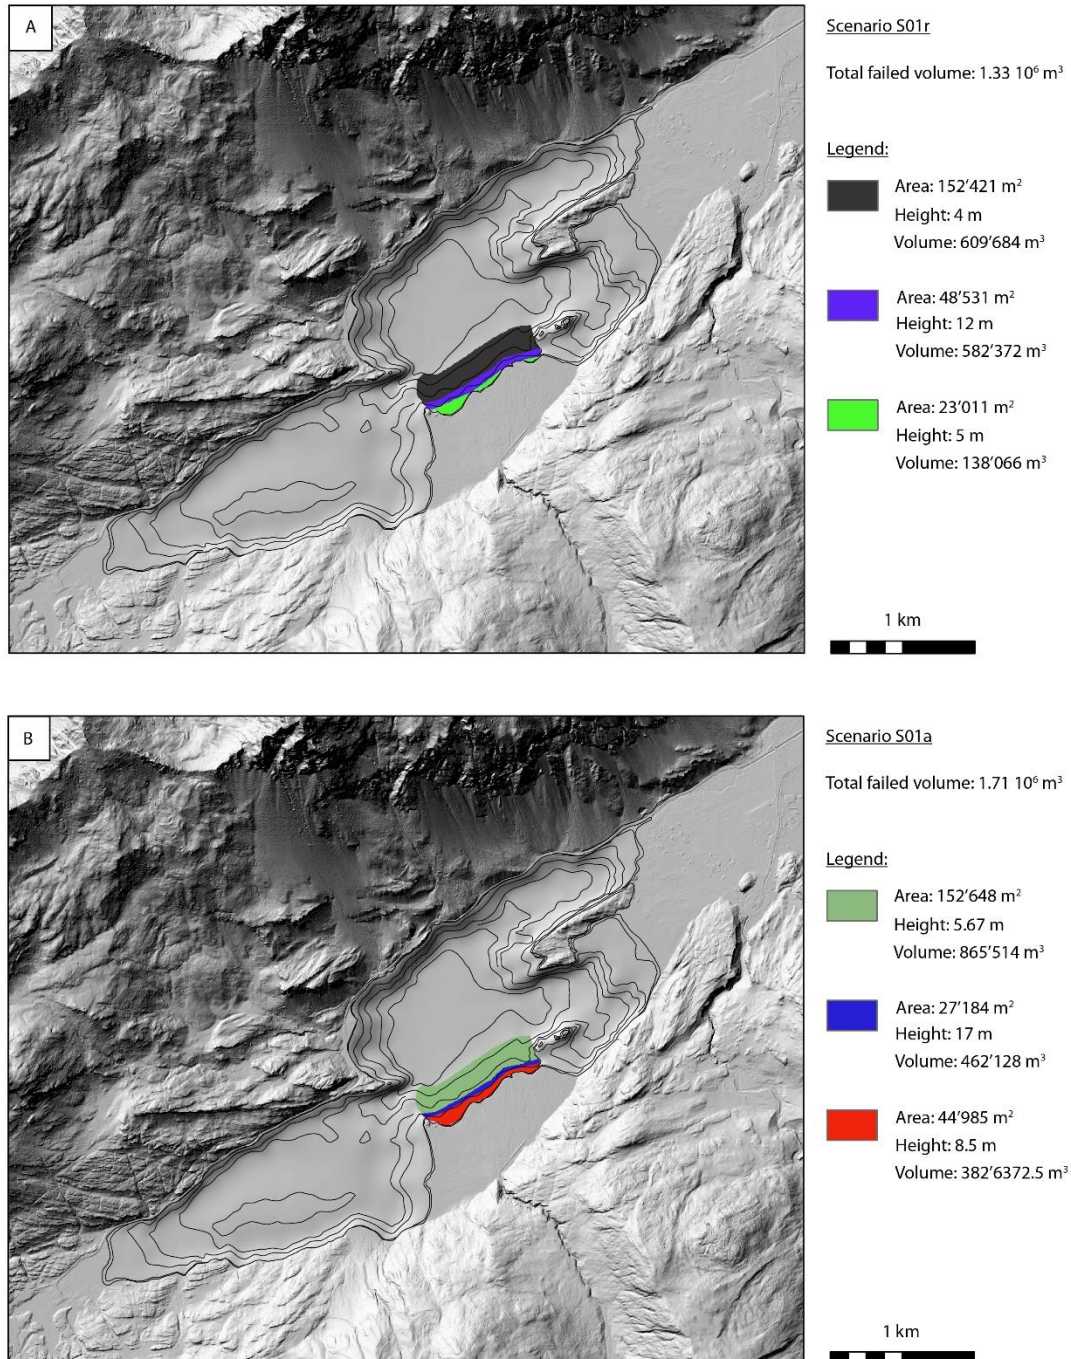 A
Scenario S01r
Total failed volume: 1.33 10⁶ m³
Legend:
Area: 152'421 m²
Height: 4 m
Volume: 609'684 m³
Area: 48'531 m²
Height: 12 m
Volume: 582'372 m³
Area: 23'011 m²
Height: 5 m
Volume: 138'066 m³
1 km
B
Scenario S01a
Total failed volume: 1.71 10⁶ m³
Legend:
Area: 152'648 m²
Height: 5.67 m
Volume: 865'514 m³
Area: 27'184 m²
Height: 17 m
Volume: 462'128 m³
Area: 44'985 m²
Height: 8.5 m
Volume: 382'6372.5 m³
1 km